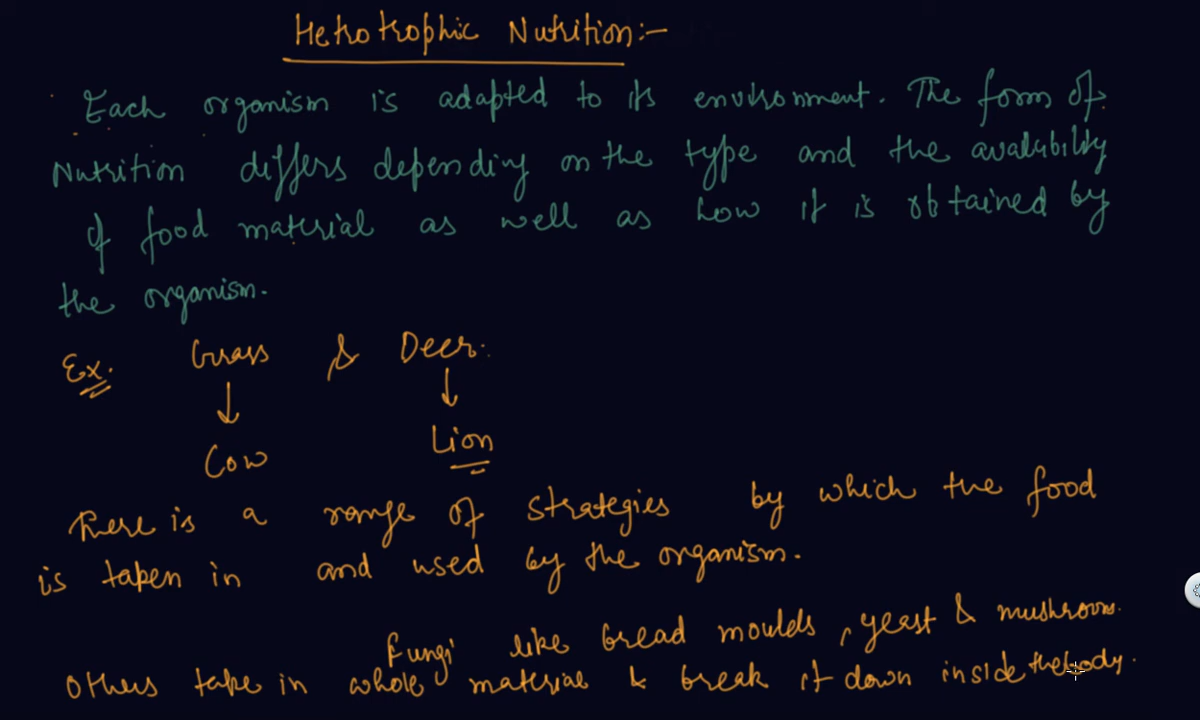 Hetrotrophic Nutrition:-
Each organism is adapted to its environment. The form of
Nutrition differs depending on the type and the availability
of food material as well as how it is obtained by
the organism.
Ex. Grass & Deer:
↓ ↓
Cow Lion
There is a range of strategies by which the food
is taken in and used by the organism.
Fungi like bread moulds, yeast & mushroom.
Others take in whole material & break it down inside the body.